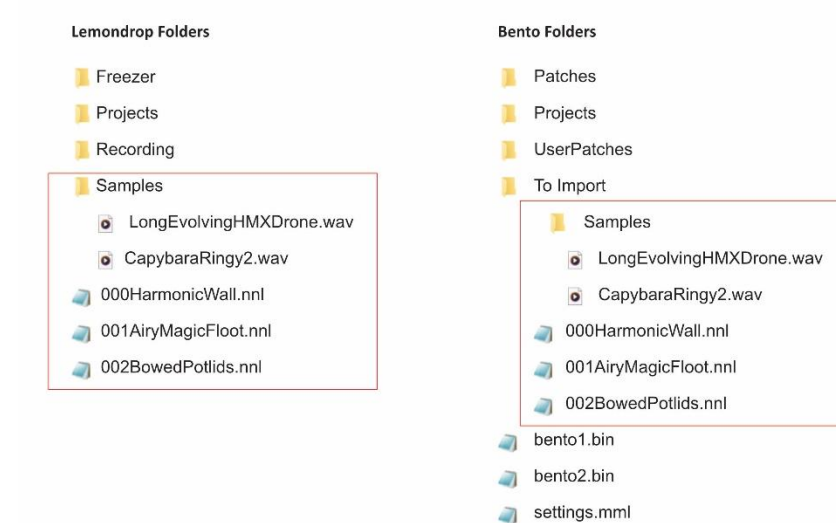 Lemondrop Folders
Freezer
Projects
Recording
Samples
LongEvolvingHMXDrone.wav
CapybaraRingy2.wav
000HarmonicWall.nnl
001AiryMagicFloot.nnl
002BowedPotlids.nnl
Bento Folders
Patches
Projects
UserPatches
To Import
Samples
LongEvolvingHMXDrone.wav
CapybaraRingy2.wav
000HarmonicWall.nnl
001AiryMagicFloot.nnl
002BowedPotlids.nnl
bento1.bin
bento2.bin
settings.mml